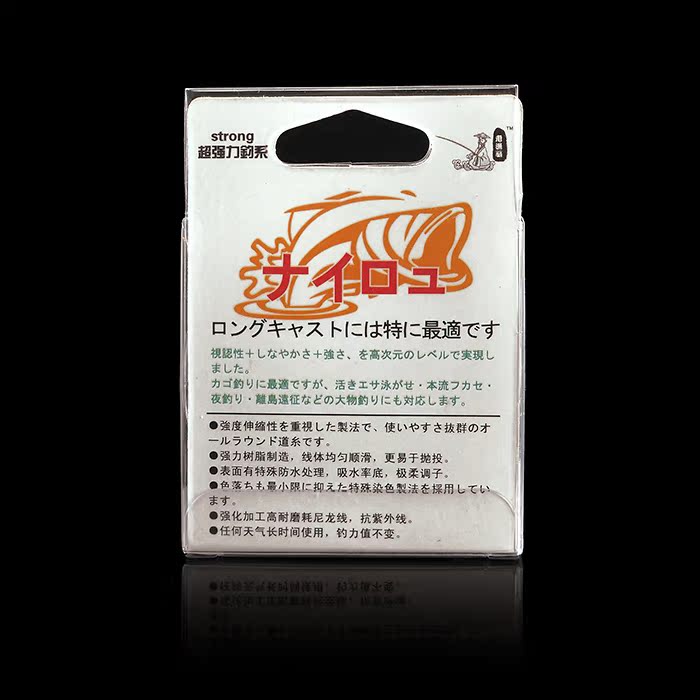 strong
超强力釣系
TM
ナイロュ
ロングキャストには特に最適です
視認性＋しなやかさ＋強さ、を高次元のレベルで実現し
ました。
カゴ釣りに最適ですが、活きエサ泳がせ・本流フカセ・
夜釣り・離島遠征などの大物釣りにも対応します。
●強度伸縮性を重視した製法で、使いやすさ抜群のオ
ールラウンド道糸です。
●强力树脂制造，线体均匀顺滑，更易于抛投。
●表面有特殊防水处理，吸水率底，极柔调子。
●色落ちも最小限に抑えた特殊染色製法を採用してい
ます。
●强化加工高耐磨耗尼龙线，抗紫外线。
●任何天气长时间使用，钓力值不变。